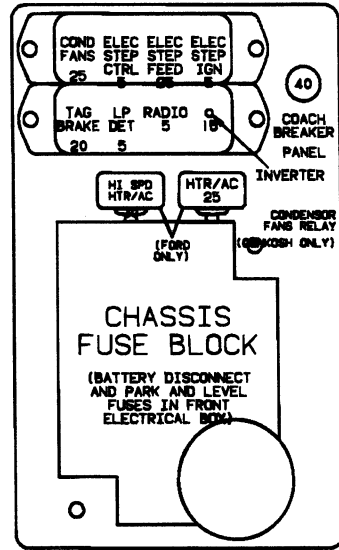 COND ELEC ELEC ELEC
FANS STEP STEP STEP
CTRL FEED IGN
25 5 5
TAG LP RADIO
BRAKE DET 5
20 5
40
COACH
BREAKER
PANEL
INVERTER
HI SPD
HTR/AC
HTR/AC
25
(FORD
ONLY)
CONDENSOR
FANS RELAY
ONLY)
CHASSIS
FUSE BLOCK
(BATTERY DISCONNECT
AND PARK AND LEVEL
FUSES IN FRONT
ELECTRICAL BOX)